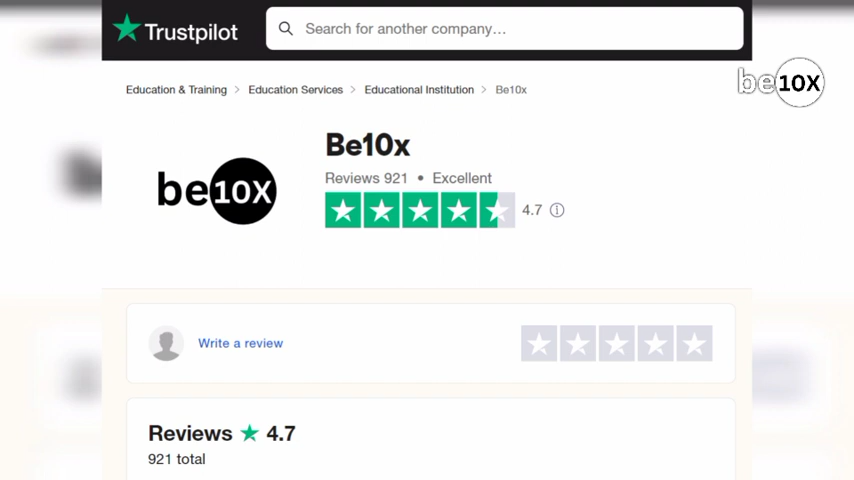 Trustpilot
Search for another company...
be10X
Education & Training > Education Services > Educational Institution > Be10x
Be10x
Reviews 921 • Excellent
be10X
4.7
Write a review
Reviews ★ 4.7
921 total